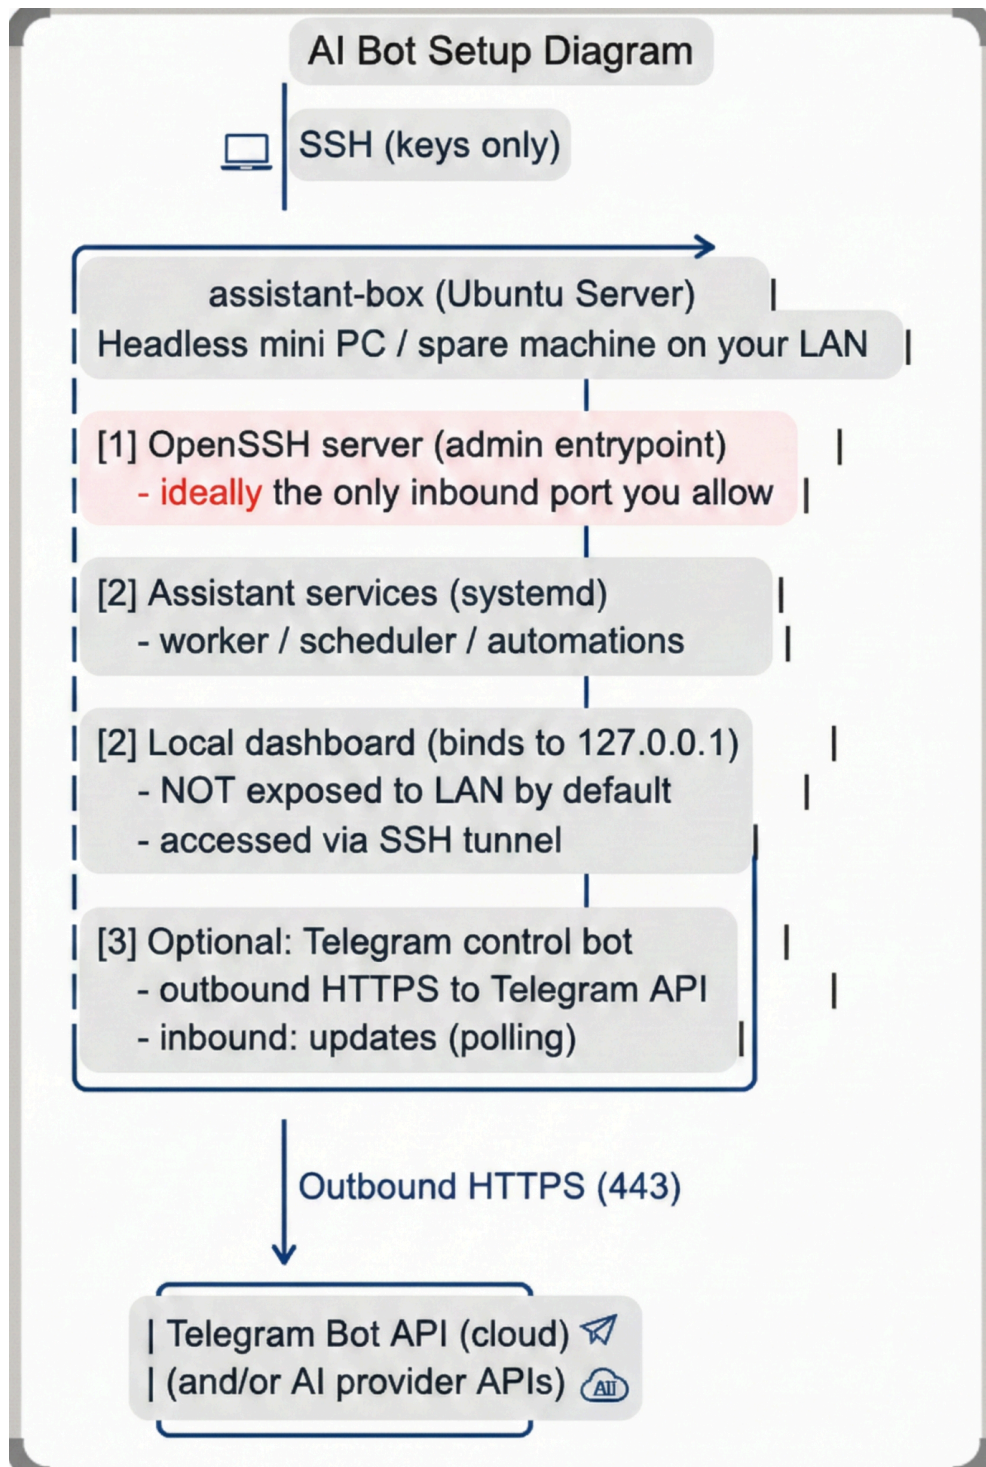 AI Bot Setup Diagram
SSH (keys only)
assistant-box (Ubuntu Server) |
Headless mini PC / spare machine on your LAN |
[1] OpenSSH server (admin entrypoint) |
- ideally the only inbound port you allow |
[2] Assistant services (systemd) |
- worker / scheduler / automations |
[2] Local dashboard (binds to 127.0.0.1) |
- NOT exposed to LAN by default |
- accessed via SSH tunnel |
[3] Optional: Telegram control bot |
- outbound HTTPS to Telegram API |
- inbound: updates (polling) |
Outbound HTTPS (443)
| Telegram Bot API (cloud)
| (and/or AI provider APIs)